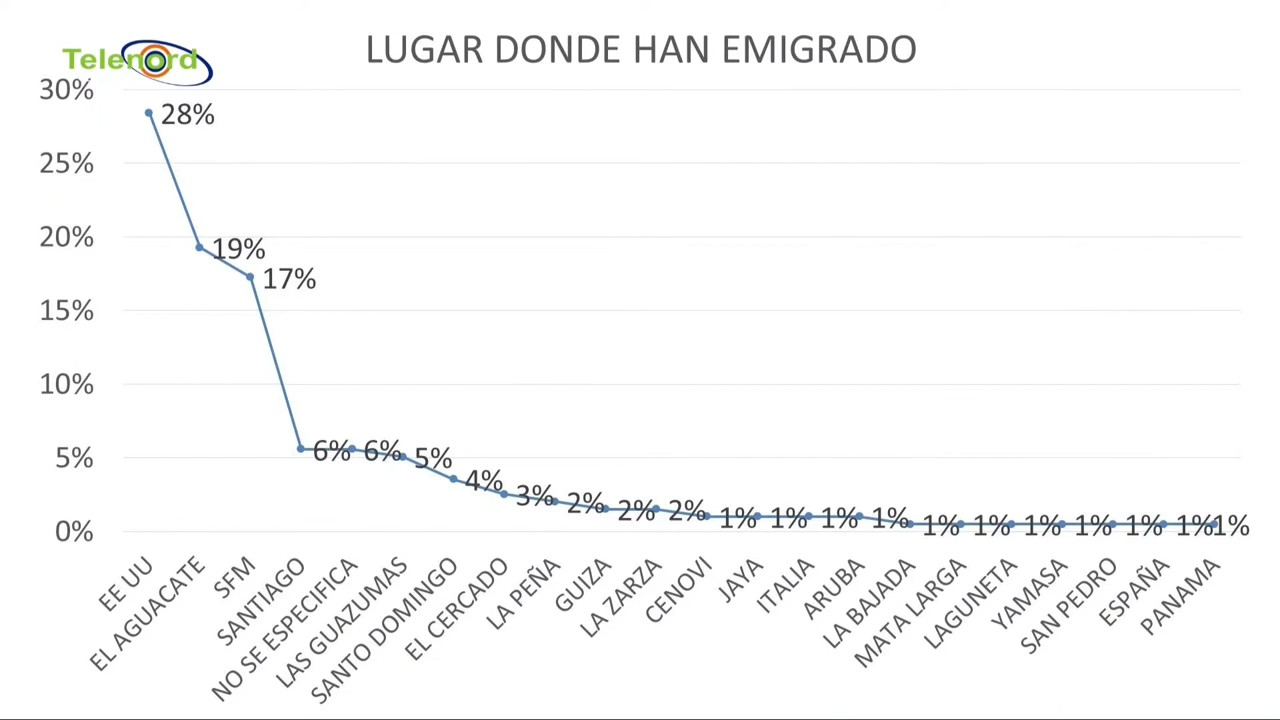 Telenord
LUGAR DONDE HAN EMIGRADO
30%
25%
20%
15%
10%
5%
0%
28%
19%
17%
6%
6%
5%
4%
3%
2%
2%
2%
1%
1%
1%
1%
1%
1%
1%
1%
1%
1%
1%
EE UU
EL AGUACATE
SFM
SANTIAGO
NO SE ESPECIFICA
LAS GUAZUMAS
SANTO DOMINGO
EL CERCADO
LA PEÑA
GUIZA
LA ZARZA
CENOVI
JAYA
ITALIA
ARUBA
LA BAJADA
MATA LARGA
LAGUNETA
YAMASA
SAN PEDRO
ESPAÑA
PANAMA